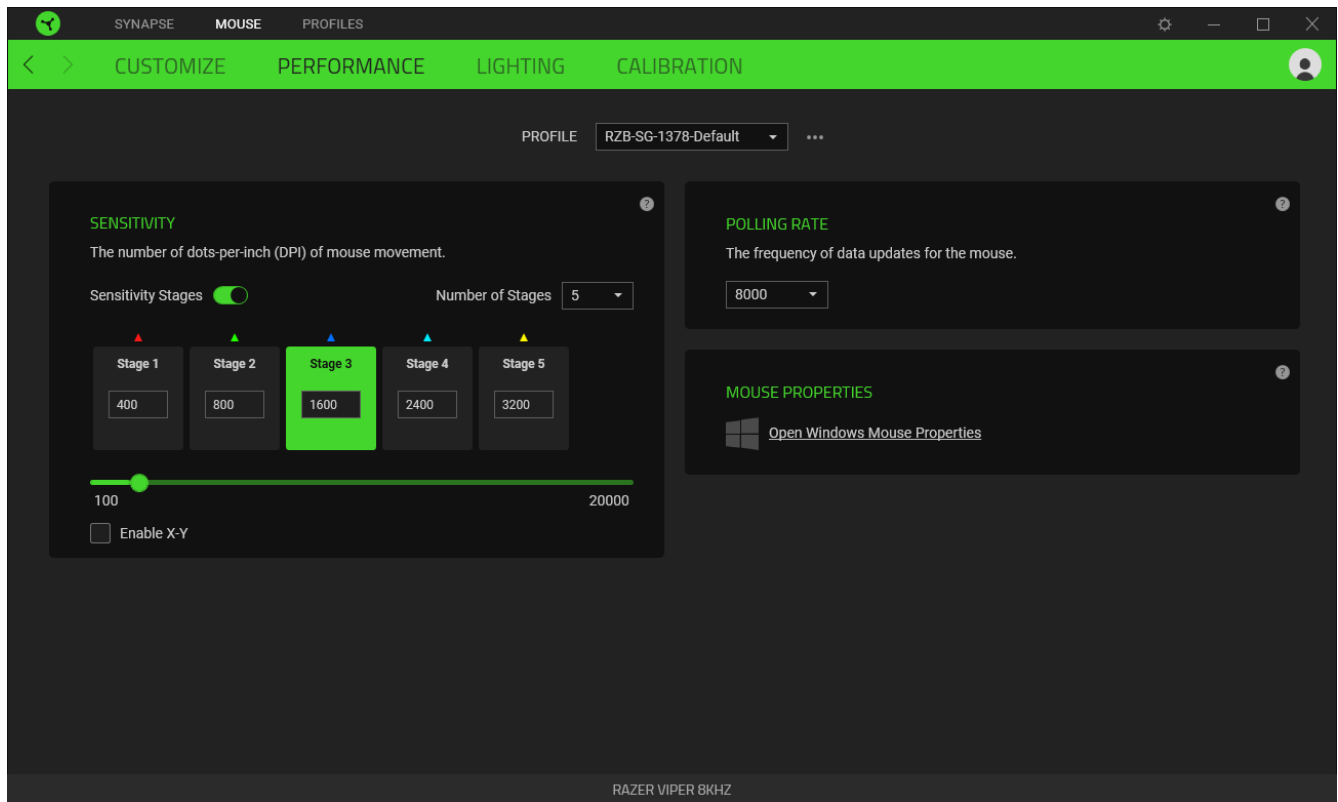 SYNAPSE MOUSE PROFILES
CUSTOMIZE PERFORMANCE LIGHTING CALIBRATION
PROFILE RZB-SG-1378-Default
SENSITIVITY
The number of dots-per-inch (DPI) of mouse movement.
Sensitivity Stages Number of Stages 5
Stage 1 Stage 2 Stage 3 Stage 4 Stage 5
400 800 1600 2400 3200
100 20000
Enable X-Y
POLLING RATE
The frequency of data updates for the mouse.
8000
MOUSE PROPERTIES
Open Windows Mouse Properties
RAZER VIPER 8KHZ